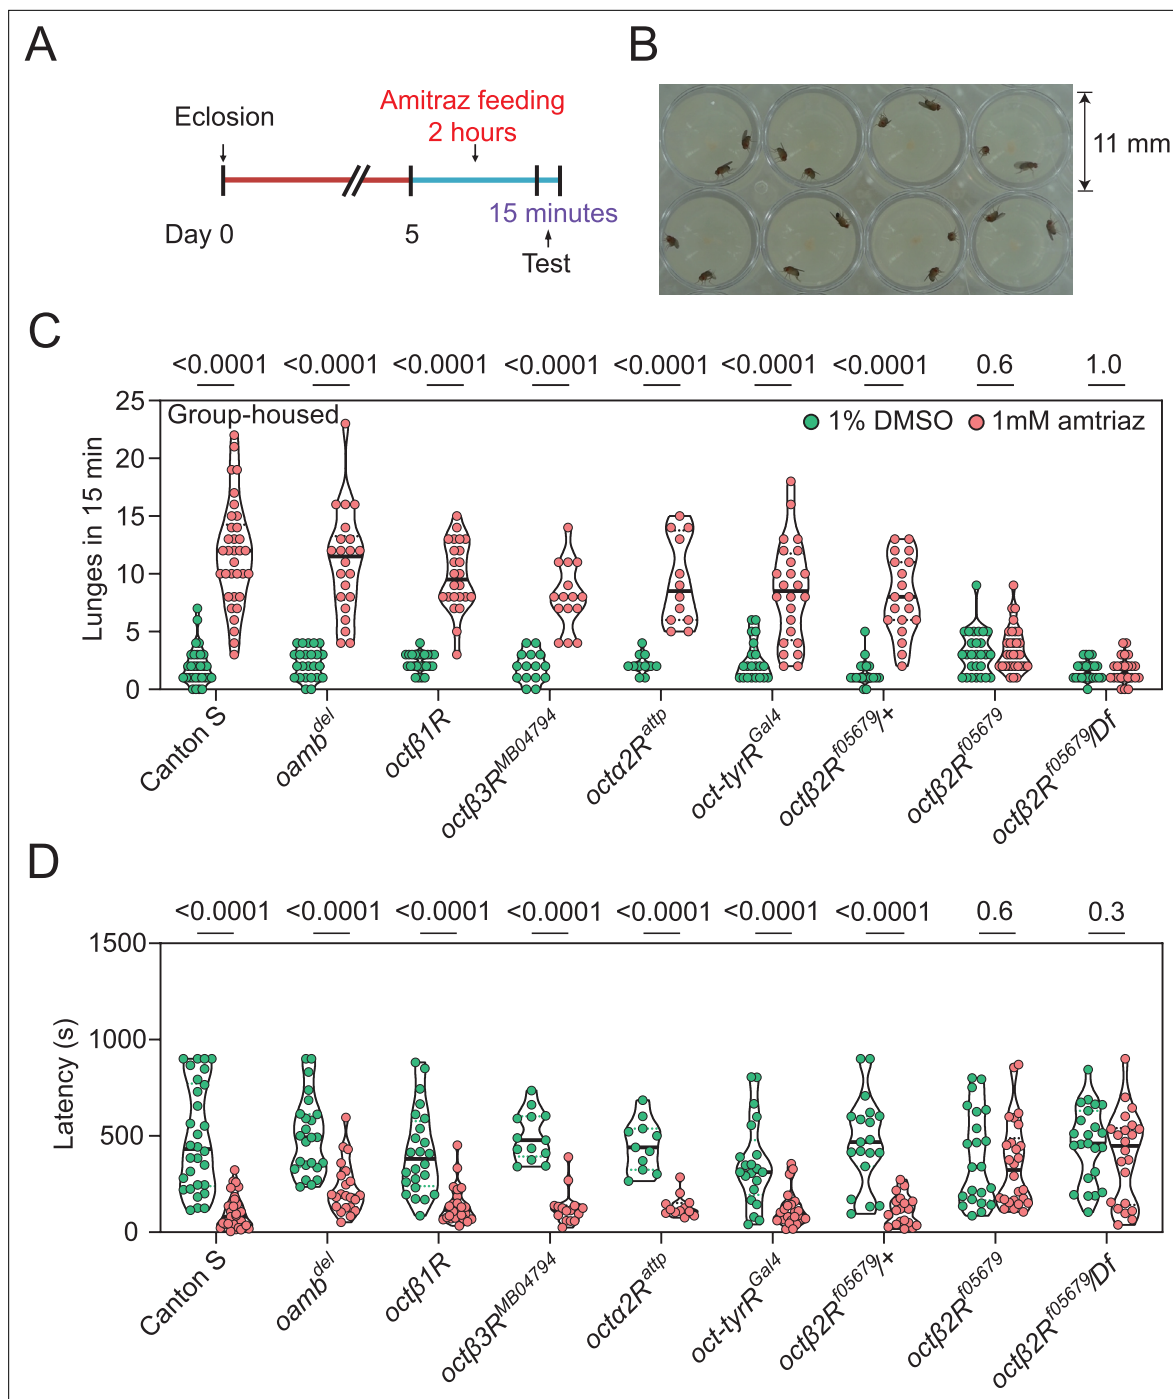 A
B
Eclosion
Amitraz feeding
2 hours
15 minutes
Day 0
5
Test
11 mm
C
<0.0001 <0.0001 <0.0001 <0.0001 <0.0001 <0.0001 <0.0001 0.6 1.0
Group-housed
1% DMSO 1mM amtriaz
Lunges in 15 min
25
20
15
10
5
0
Canton S
oamb^del
octβ1R
octβ3R^MB04794
octα2R^attp
oct-tyrR^Gal4
octβ2R^f05679/+
octβ2R^f05679
octβ2R^f05679/Df
D
<0.0001 <0.0001 <0.0001 <0.0001 <0.0001 <0.0001 <0.0001 0.6 0.3
Latency (s)
1500
1000
500
0
Canton S
oamb^del
octβ1R
octβ3R^MB04794
octα2R^attp
oct-tyrR^Gal4
octβ2R^f05679/+
octβ2R^f05679
octβ2R^f05679/Df